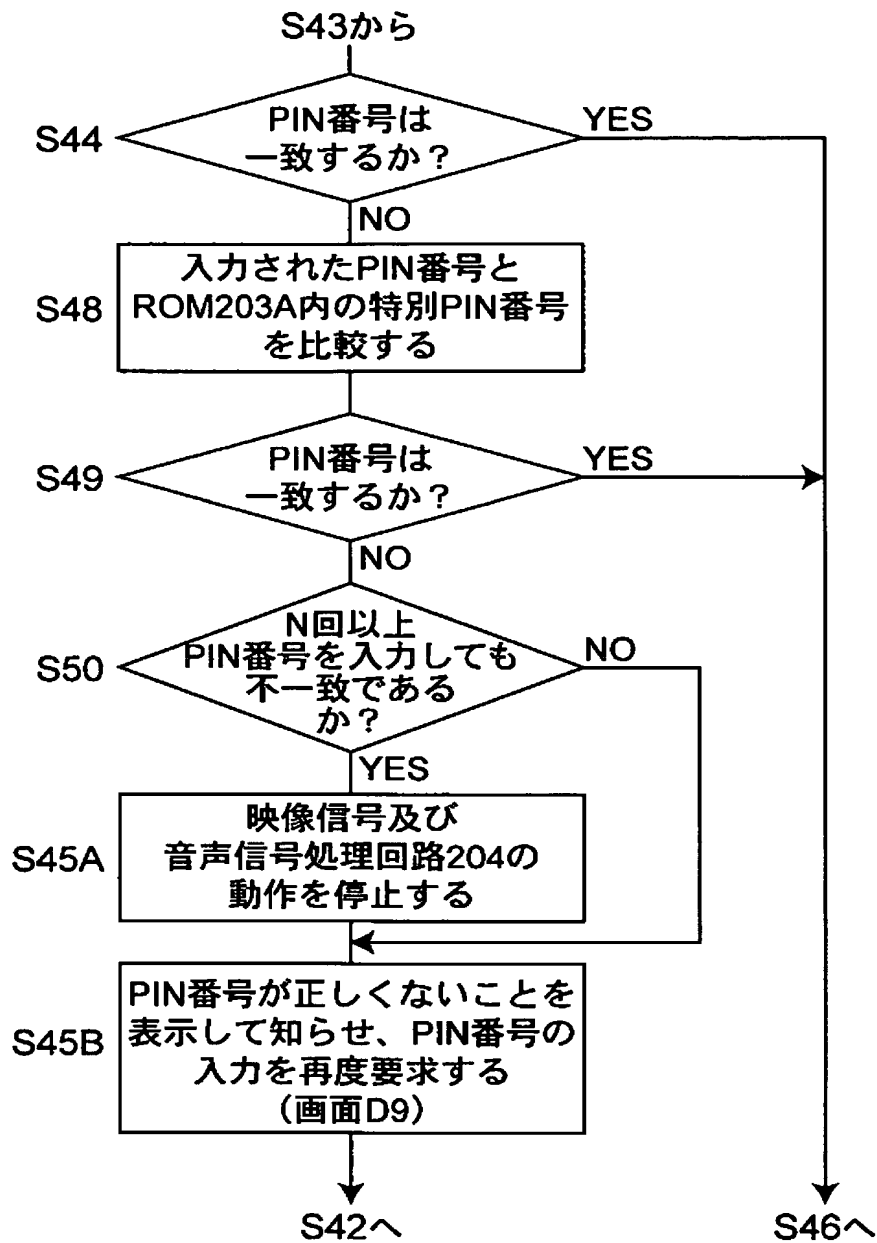 S43から
S44
PIN番号は
一致するか？
YES
NO
S48
入力されたPIN番号と
ROM203A内の特別PIN番号
を比較する
S49
PIN番号は
一致するか？
YES
NO
S50
N回以上
PIN番号を入力しても
不一致である
か？
NO
YES
S45A
映像信号及び
音声信号処理回路204の
動作を停止する
S45B
PIN番号が正しくないことを
表示して知らせ、PIN番号の
入力を再度要求する
（画面D9）
S42へ
S46へ